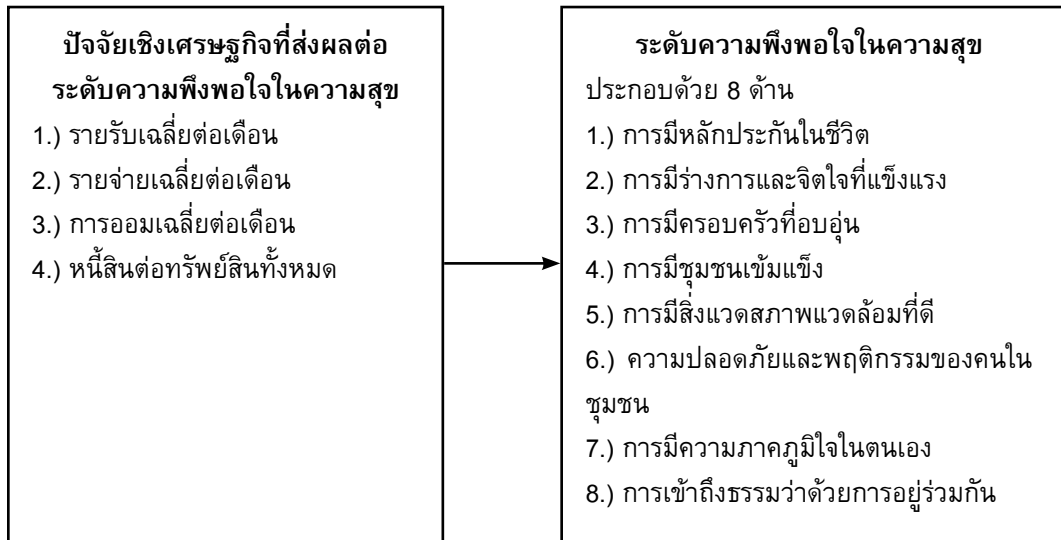 ปัจจัยเชิงเศรษฐกิจที่ส่งผลต่อ
ระดับความพึงพอใจในความสุข
1.) รายรับเฉลี่ยต่อเดือน
2.) รายจ่ายเฉลี่ยต่อเดือน
3.) การออมเฉลี่ยต่อเดือน
4.) หนี้สินต่อทรัพย์สินทั้งหมด
ระดับความพึงพอใจในความสุข
ประกอบด้วย 8 ด้าน
1.) การมีหลักประกันในชีวิต
2.) การมีร่างการและจิตใจที่แข็งแรง
3.) การมีครอบครัวที่อบอุ่น
4.) การมีชุมชนเข้มแข็ง
5.) การมีสิ่งแวดสภาพแวดล้อมที่ดี
6.) ความปลอดภัยและพฤติกรรมของคนใน
ชุมชน
7.) การมีความภาคภูมิใจในตนเอง
8.) การเข้าถึงธรรมว่าด้วยการอยู่ร่วมกัน